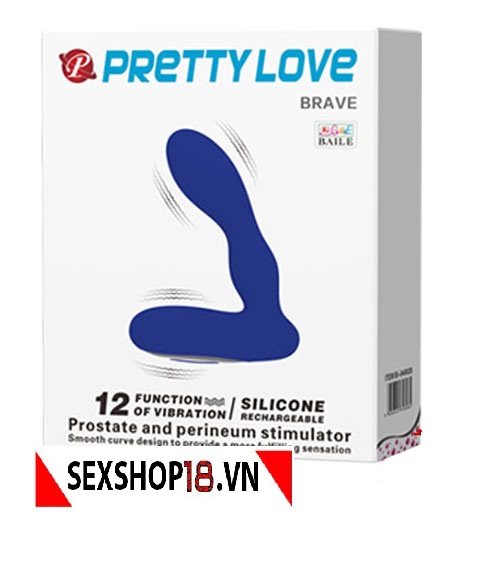 P PRETTY LOVE
BRAVE
BAILE
12 FUNCTION OF VIBRATION / SILICONE RECHARGEABLE
Prostate and perineum stimulator
Smooth curve design to provide a more fulfilling sensation
SEXSHOP18.VN